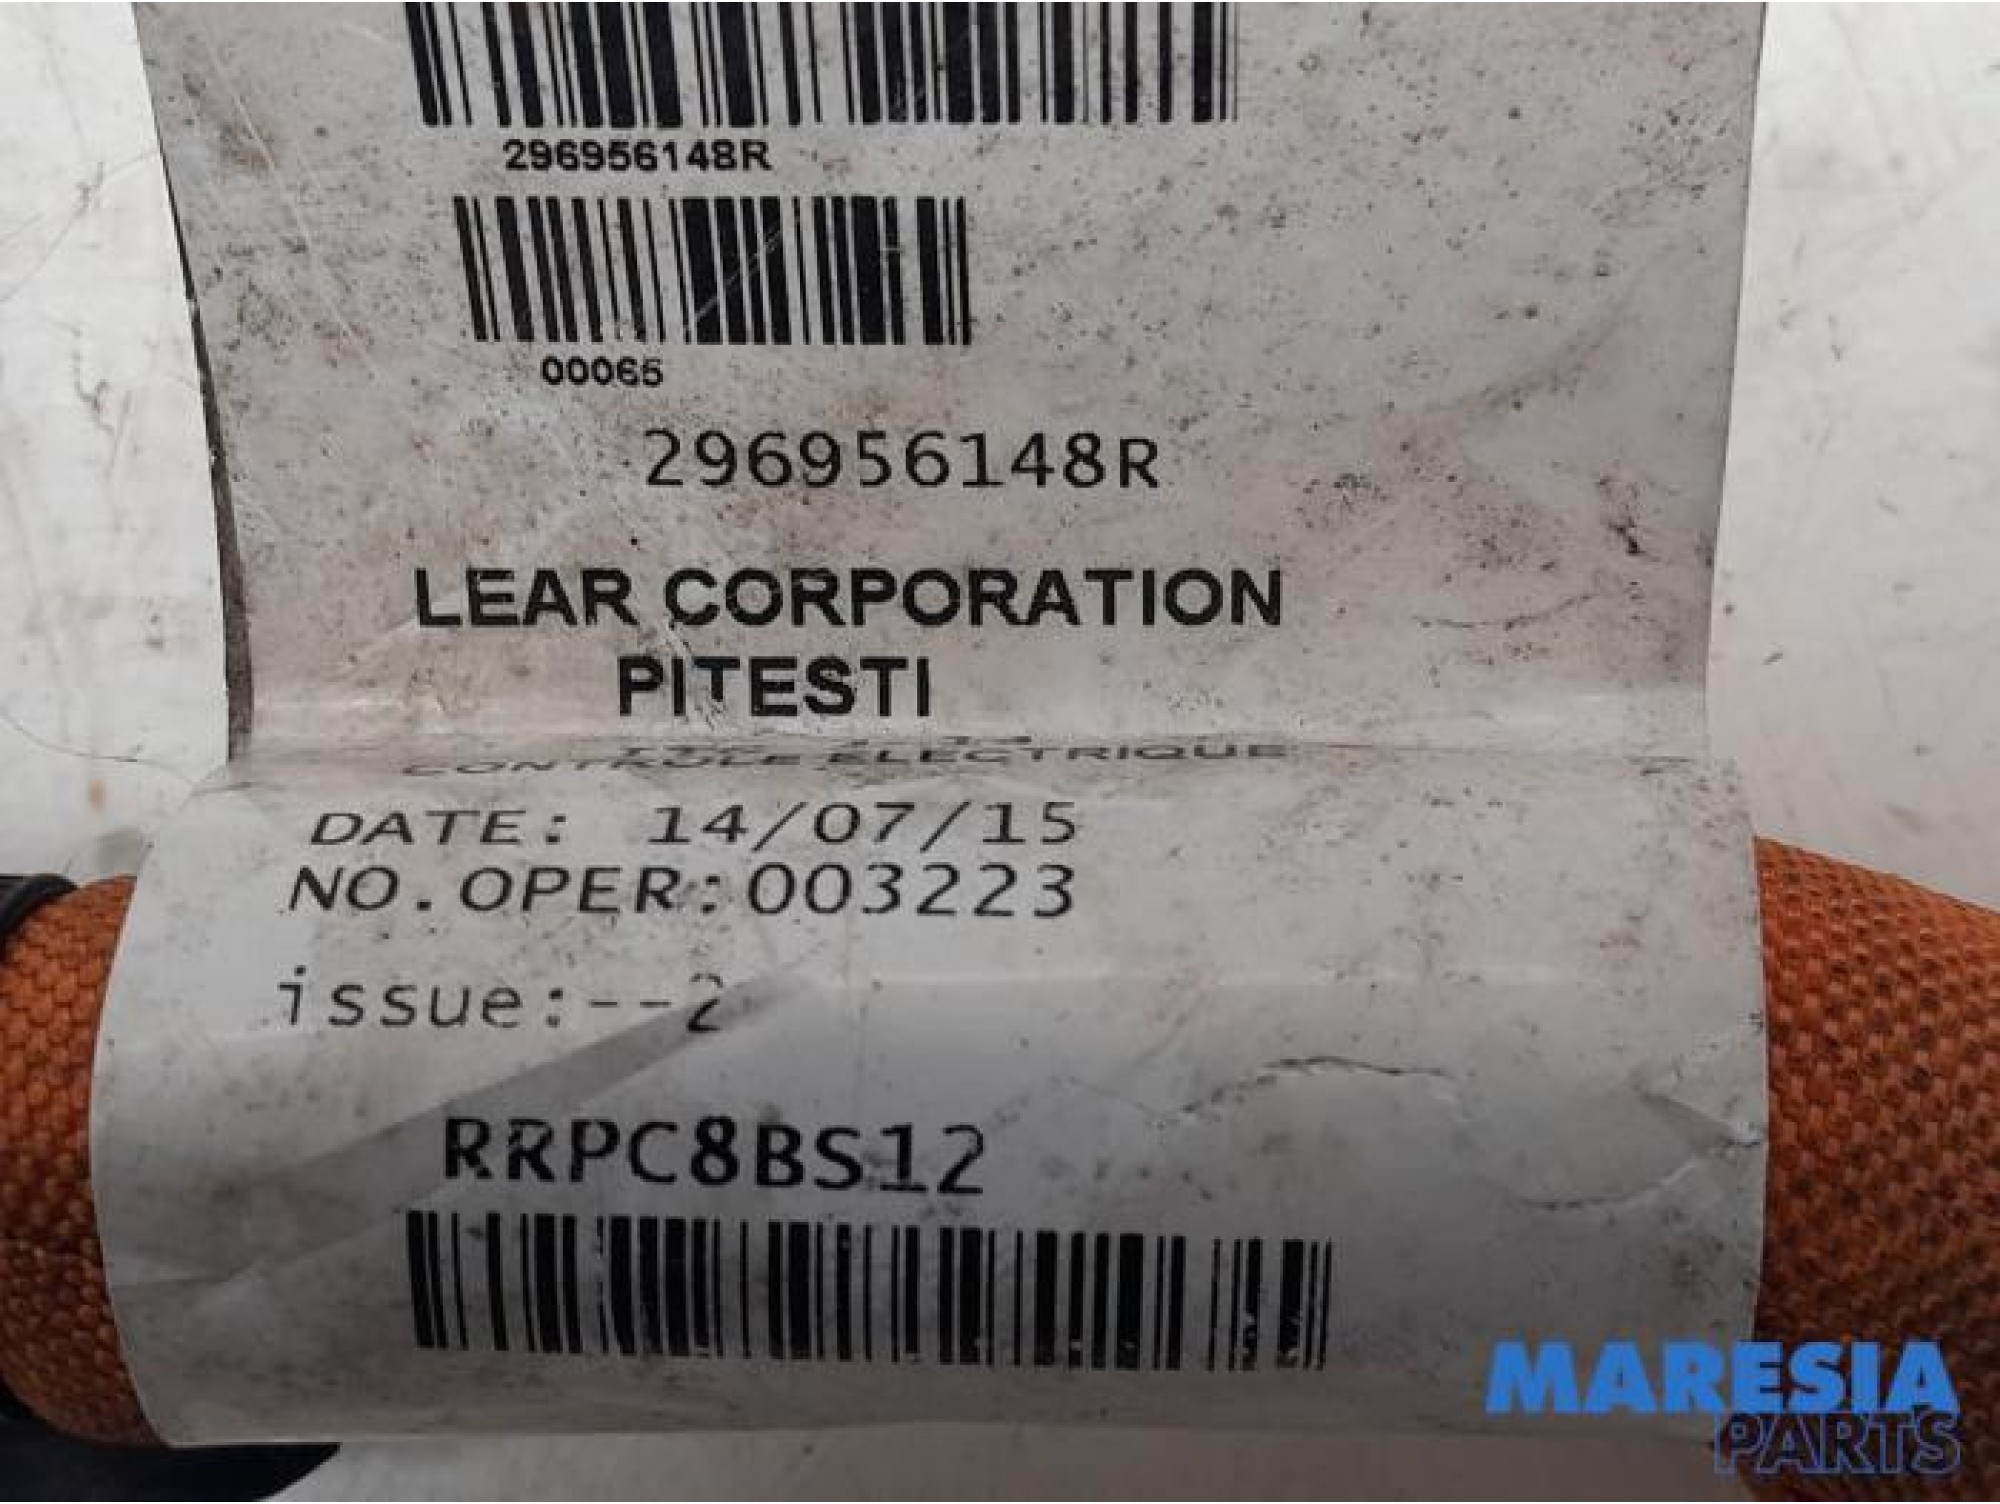 296956148R
00065
296956148R
LEAR CORPORATION
PITESTI
CONTROLE ELECTRIQUE
DATE: 14/07/15
NO.OPER:003223
issue:--2
RRPC8BS12
MARESIA
PARTS